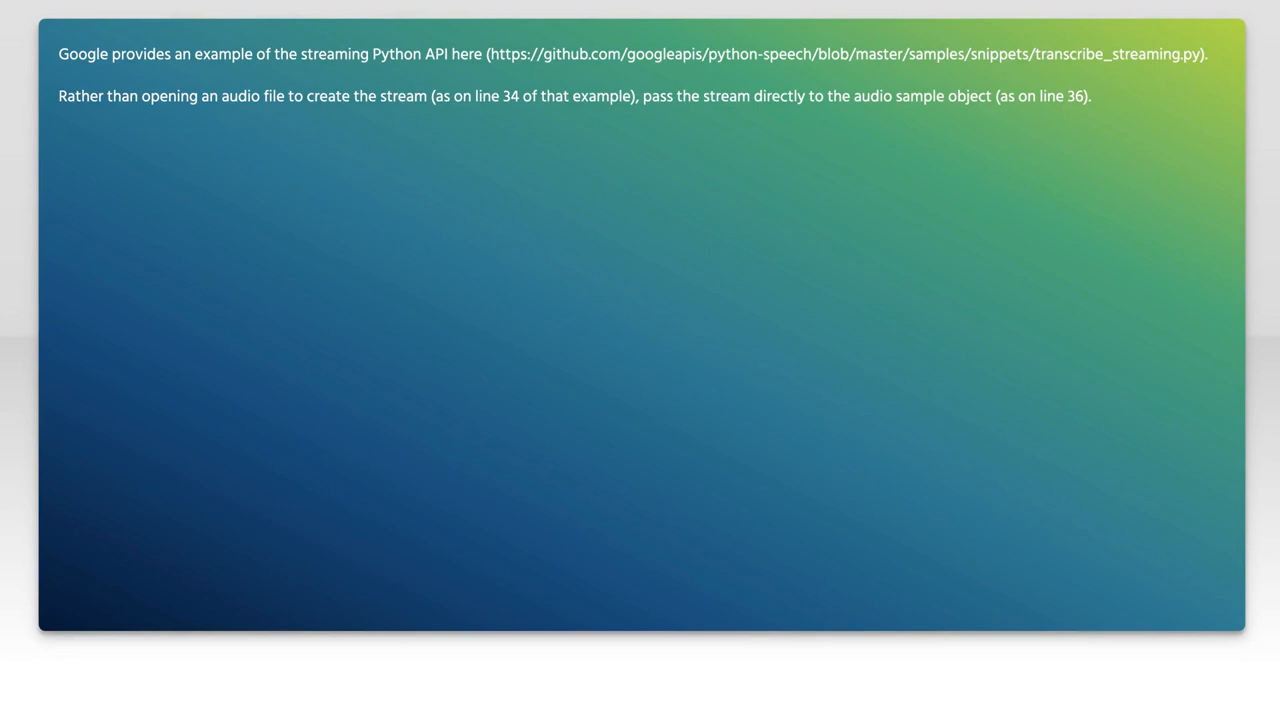 Google provides an example of the streaming Python API here (https://github.com/googleapis/python-speech/blob/master/samples/snippets/transcribe_streaming.py).
Rather than opening an audio file to create the stream (as on line 34 of that example), pass the stream directly to the audio sample object (as on line 36).